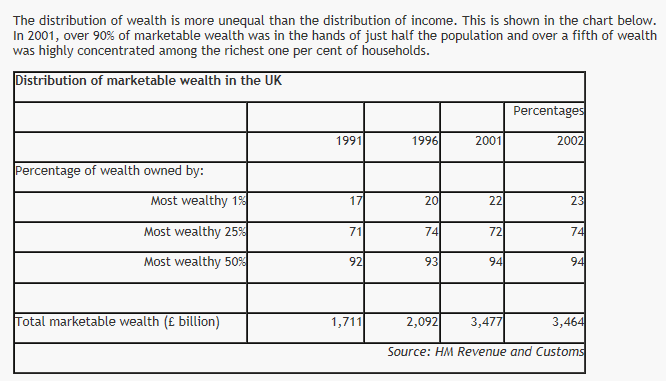 The distribution of wealth is more unequal than the distribution of income. This is shown in the chart below.
In 2001, over 90% of marketable wealth was in the hands of just half the population and over a fifth of wealth
was highly concentrated among the richest one per cent of households.
Distribution of marketable wealth in the UK
Percentages
1991 1996 2001 2002
Percentage of wealth owned by:
Most wealthy 1% 17 20 22 23
Most wealthy 25% 71 74 72 74
Most wealthy 50% 92 93 94 94
Total marketable wealth (£ billion) 1,711 2,092 3,477 3,464
Source: HM Revenue and Customs